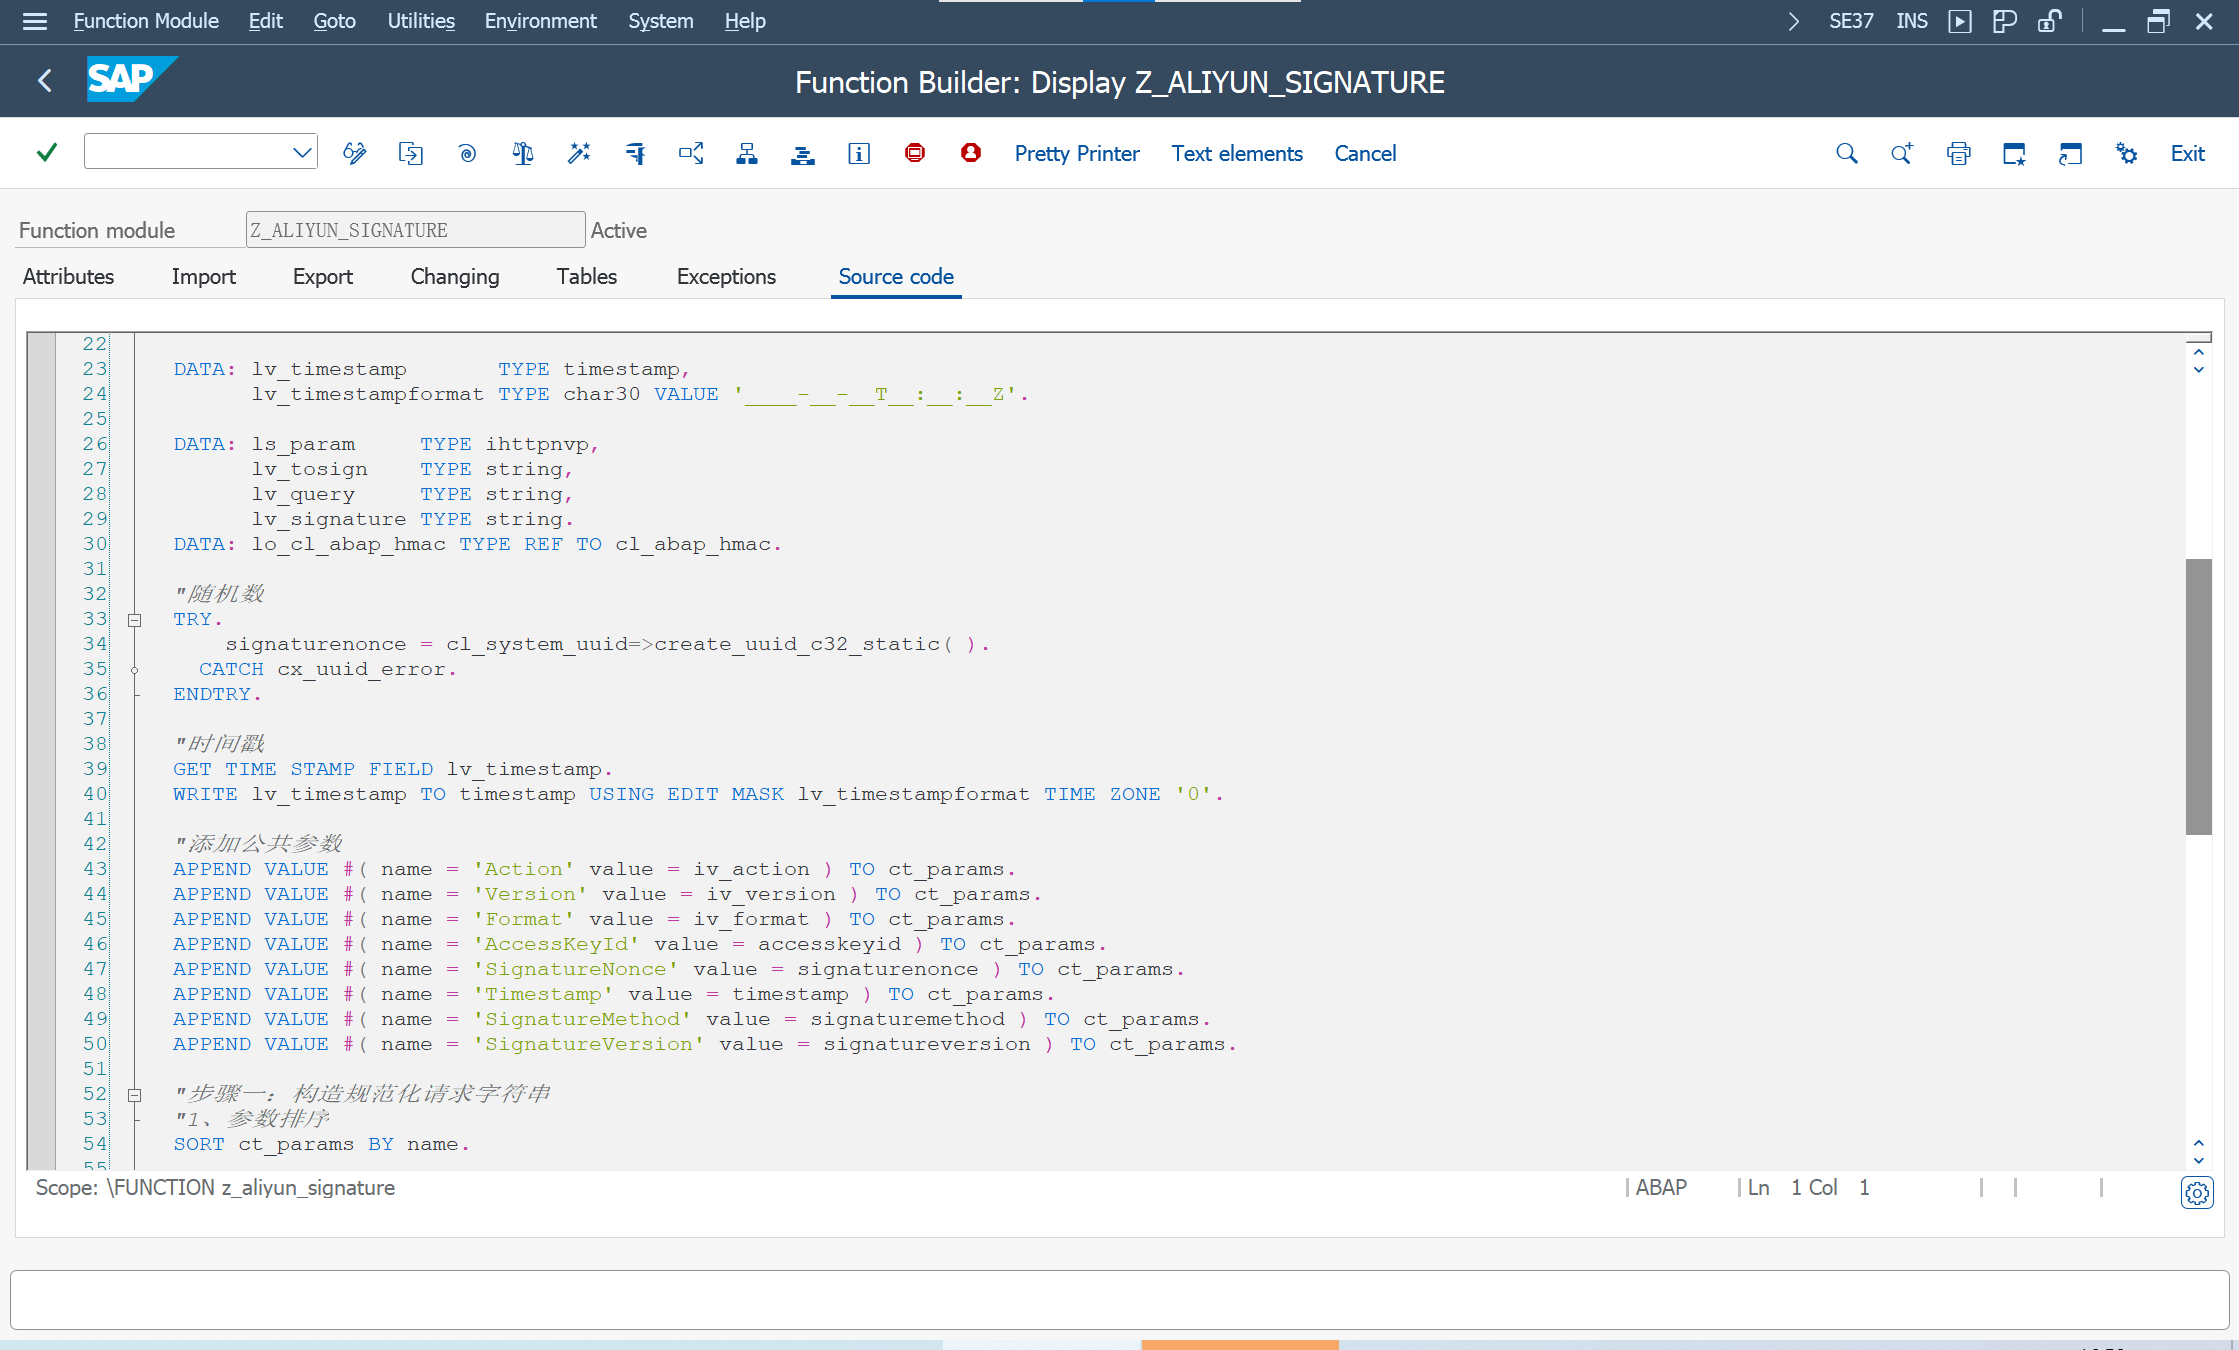 Function Module Edit Goto Utilities Environment System Help SE37 INS
SAP
Function Builder: Display Z_ALIYUN_SIGNATURE
Pretty Printer Text elements Cancel Exit
Function module Z_ALIYUN_SIGNATURE Active
Attributes Import Export Changing Tables Exceptions Source code
22
23 DATA: lv_timestamp TYPE timestamp,
24 lv_timestampformat TYPE char30 VALUE '____-__-__T__:__:__Z'.
25
26 DATA: ls_param TYPE ihttpnvp,
27 lv_tosign TYPE string,
28 lv_query TYPE string,
29 lv_signature TYPE string.
30 DATA: lo_cl_abap_hmac TYPE REF TO cl_abap_hmac.
31
32 "随机数
33 TRY.
34 signaturenonce = cl_system_uuid=>create_uuid_c32_static( ).
35 CATCH cx_uuid_error.
36 ENDTRY.
37
38 "时间戳
39 GET TIME STAMP FIELD lv_timestamp.
40 WRITE lv_timestamp TO timestamp USING EDIT MASK lv_timestampformat TIME ZONE '0'.
41
42 "添加公共参数
43 APPEND VALUE #( name = 'Action' value = iv_action ) TO ct_params.
44 APPEND VALUE #( name = 'Version' value = iv_version ) TO ct_params.
45 APPEND VALUE #( name = 'Format' value = iv_format ) TO ct_params.
46 APPEND VALUE #( name = 'AccessKeyId' value = accesskeyid ) TO ct_params.
47 APPEND VALUE #( name = 'SignatureNonce' value = signaturenonce ) TO ct_params.
48 APPEND VALUE #( name = 'Timestamp' value = timestamp ) TO ct_params.
49 APPEND VALUE #( name = 'SignatureMethod' value = signaturemethod ) TO ct_params.
50 APPEND VALUE #( name = 'SignatureVersion' value = signatureversion ) TO ct_params.
51
52 "步骤一：构造规范化请求字符串
53 "1、参数排序
54 SORT ct_params BY name.
55
Scope: \FUNCTION z_aliyun_signature ABAP Ln 1 Col 1